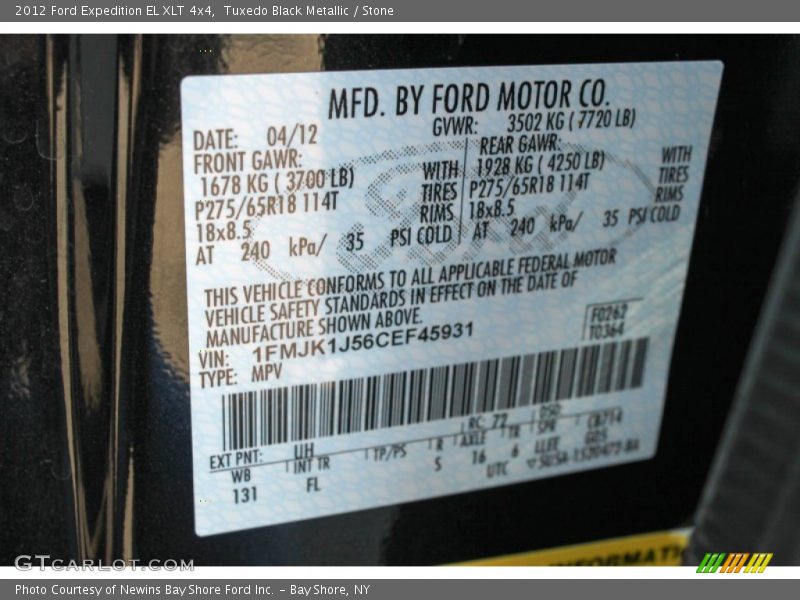 2012 Ford Expedition EL XLT 4x4, Tuxedo Black Metallic / Stone
MFD. BY FORD MOTOR CO.
DATE: 04/12 GVWR: 3502 KG ( 7720 LB)
FRONT GAWR: REAR GAWR:
1678 KG ( 3700 LB) WITH 1928 KG ( 4250 LB) WITH
P275/65R18 114T TIRES P275/65R18 114T TIRES
18x8.5 RIMS 18x8.5 RIMS
AT 240 kPa/ 35 PSI COLD AT 240 kPa/ 35 PSI COLD
THIS VEHICLE CONFORMS TO ALL APPLICABLE FEDERAL MOTOR
VEHICLE SAFETY STANDARDS IN EFFECT ON THE DATE OF
MANUFACTURE SHOWN ABOVE.
F0262
T0364
VIN: 1FMJK1J56CEF45931
TYPE: MPV
EXT PNT: UH RC: 72 DSO:
WB INT TR TP/PS R AXLE TR SPR
131 FL S 16 6
UTC
GTCARLOT.COM
Photo Courtesy of Newins Bay Shore Ford Inc. - Bay Shore, NY